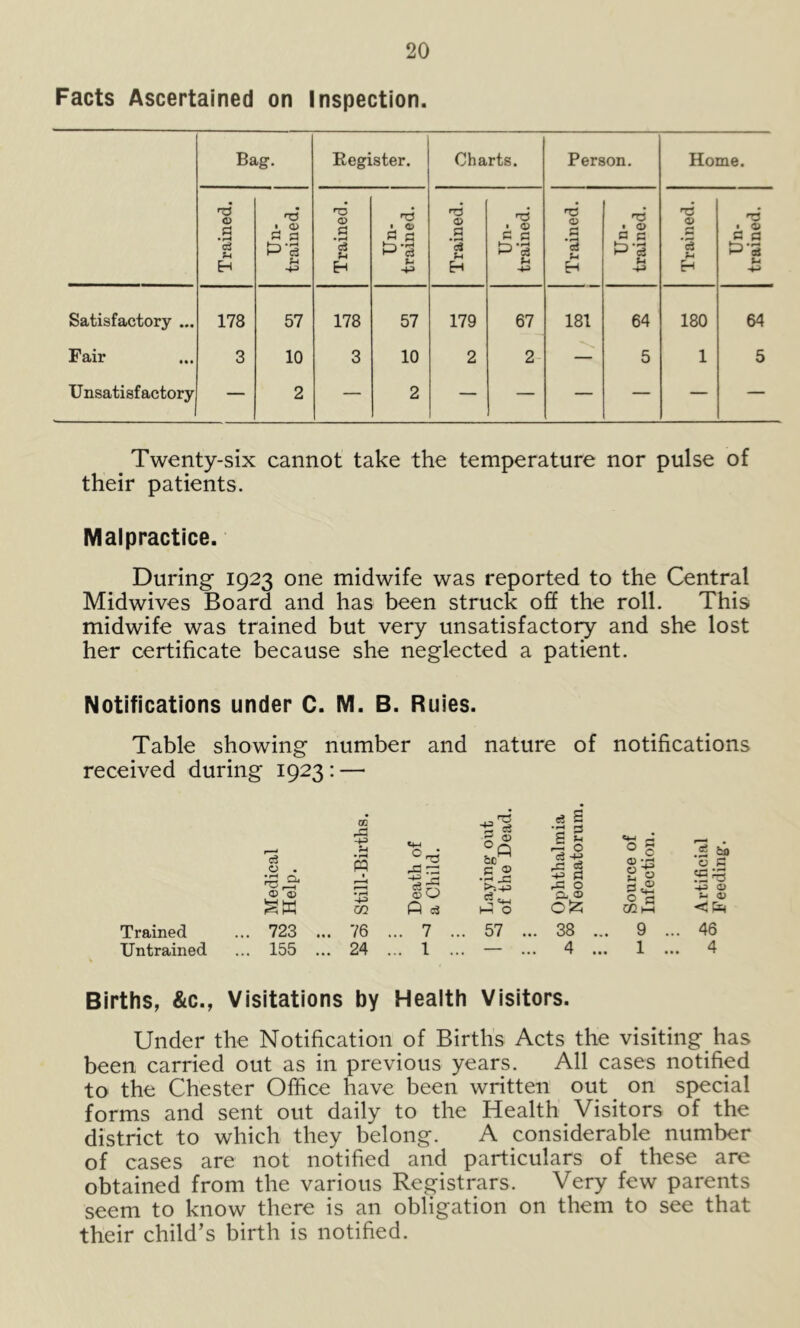 20
Facts Ascertained on Inspection.
Bag. Register. Charts. Person. Home.
Trained. Un-trained. Trained. Un-trained. Trained. Un-trained. Trained. Un-trained. Trained. Un-trained.
Satisfactory ... 178 57 178 57 179 67 181 64 180 64
Fair ... 3 10 3 10 2 2 — 5 1 5
Unsatisfactory — 2 — 2 — — — — — —
Twenty-six cannot take the temperature nor pulse of
their patients.
Malpractice.
During 1923 one midwife was reported to the Central
Midwives Board and has been struck off the roll. This
midwife was trained but very unsatisfactory and she lost
her certificate because she neglected a patient.
Notifications under C. M. B. Rules.
Table showing number and nature of notifications
received during 1923: —
Medical Help. Still-Births. Death of a Child. Laying out of the Dead. Ophthalmia Neonatorum. Source of Infection. Artificial Feeding.
Trained ... 723 ... 76 ... 7 ... 57 ... 38 ... 9 ... 46
Untrained ... 155 ... 24 ... 1 ... — ... 4 ... 1 ... 4
Births, &c., Visitations by Health Visitors.
Under the Notification of Births Acts the visiting has
been carried out as in previous years. All cases notified
to the Chester Office have been written out on special
forms and sent out daily to the Health Visitors of the
district to which they belong. A considerable number
of cases are not notified and particulars of these are
obtained from the various Registrars. Very few parents
seem to know there is an obligation on them to see that
their child's birth is notified.